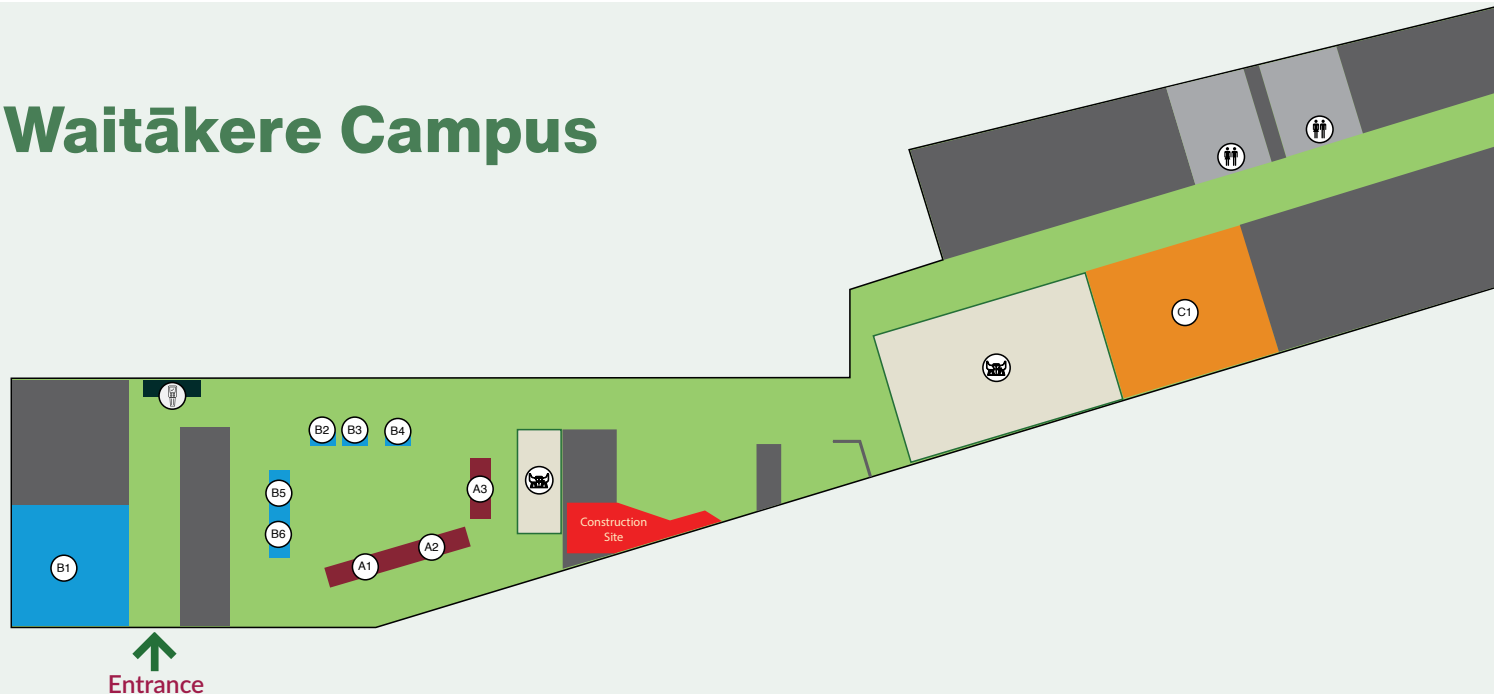 Waitākere Campus
B2
B3
B4
B5
B6
B1
A3
A2
A1
C1
Construction
Site
Entrance